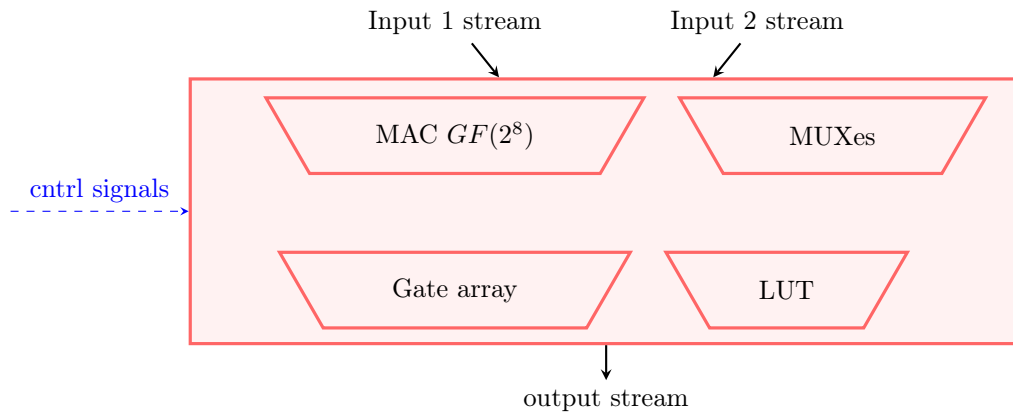 Input 1 stream
Input 2 stream
MAC GF(2⁸)
MUXes
cntrl signals
Gate array
LUT
output stream